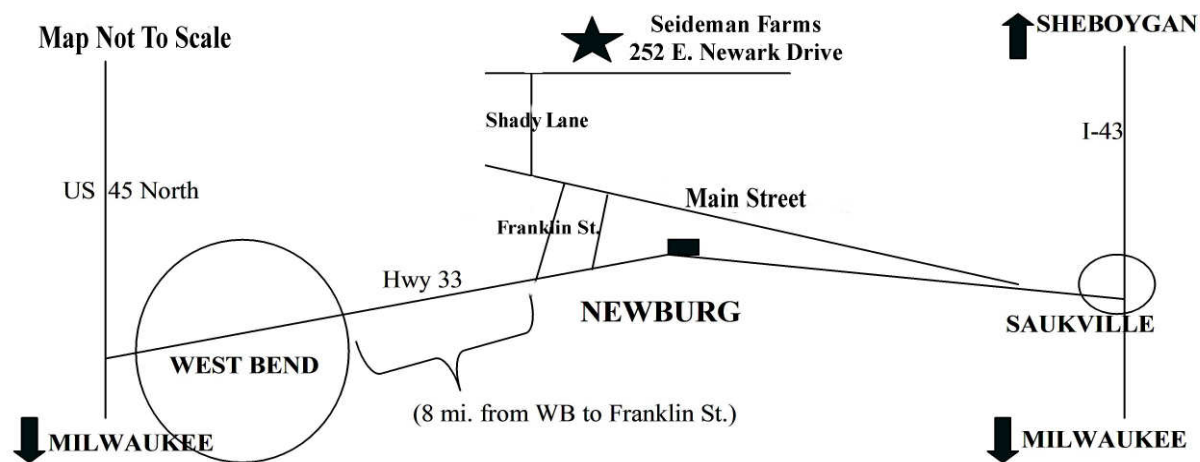 Map Not To Scale
Seideman Farms
252 E. Newark Drive
SHEBOYGAN
Shady Lane
I-43
US 45 North
Main Street
Franklin St.
Hwy 33
NEWBURG
SAUKVILLE
WEST BEND
(8 mi. from WB to Franklin St.)
MILWAUKEE
MILWAUKEE